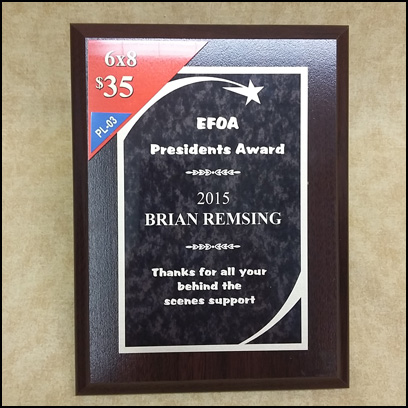 6x8
$35
PL-03
EFOA
Presidents Award
2015
BRIAN REMSING
Thanks for all your
behind the
scenes support